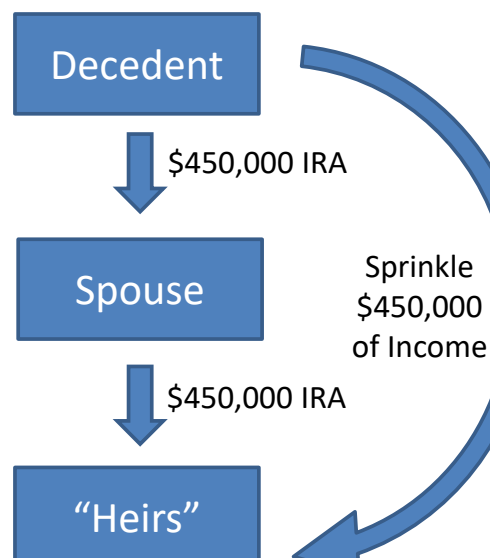 Decedent
$450,000 IRA
Spouse
Sprinkle
$450,000
of Income
$450,000 IRA
“Heirs”